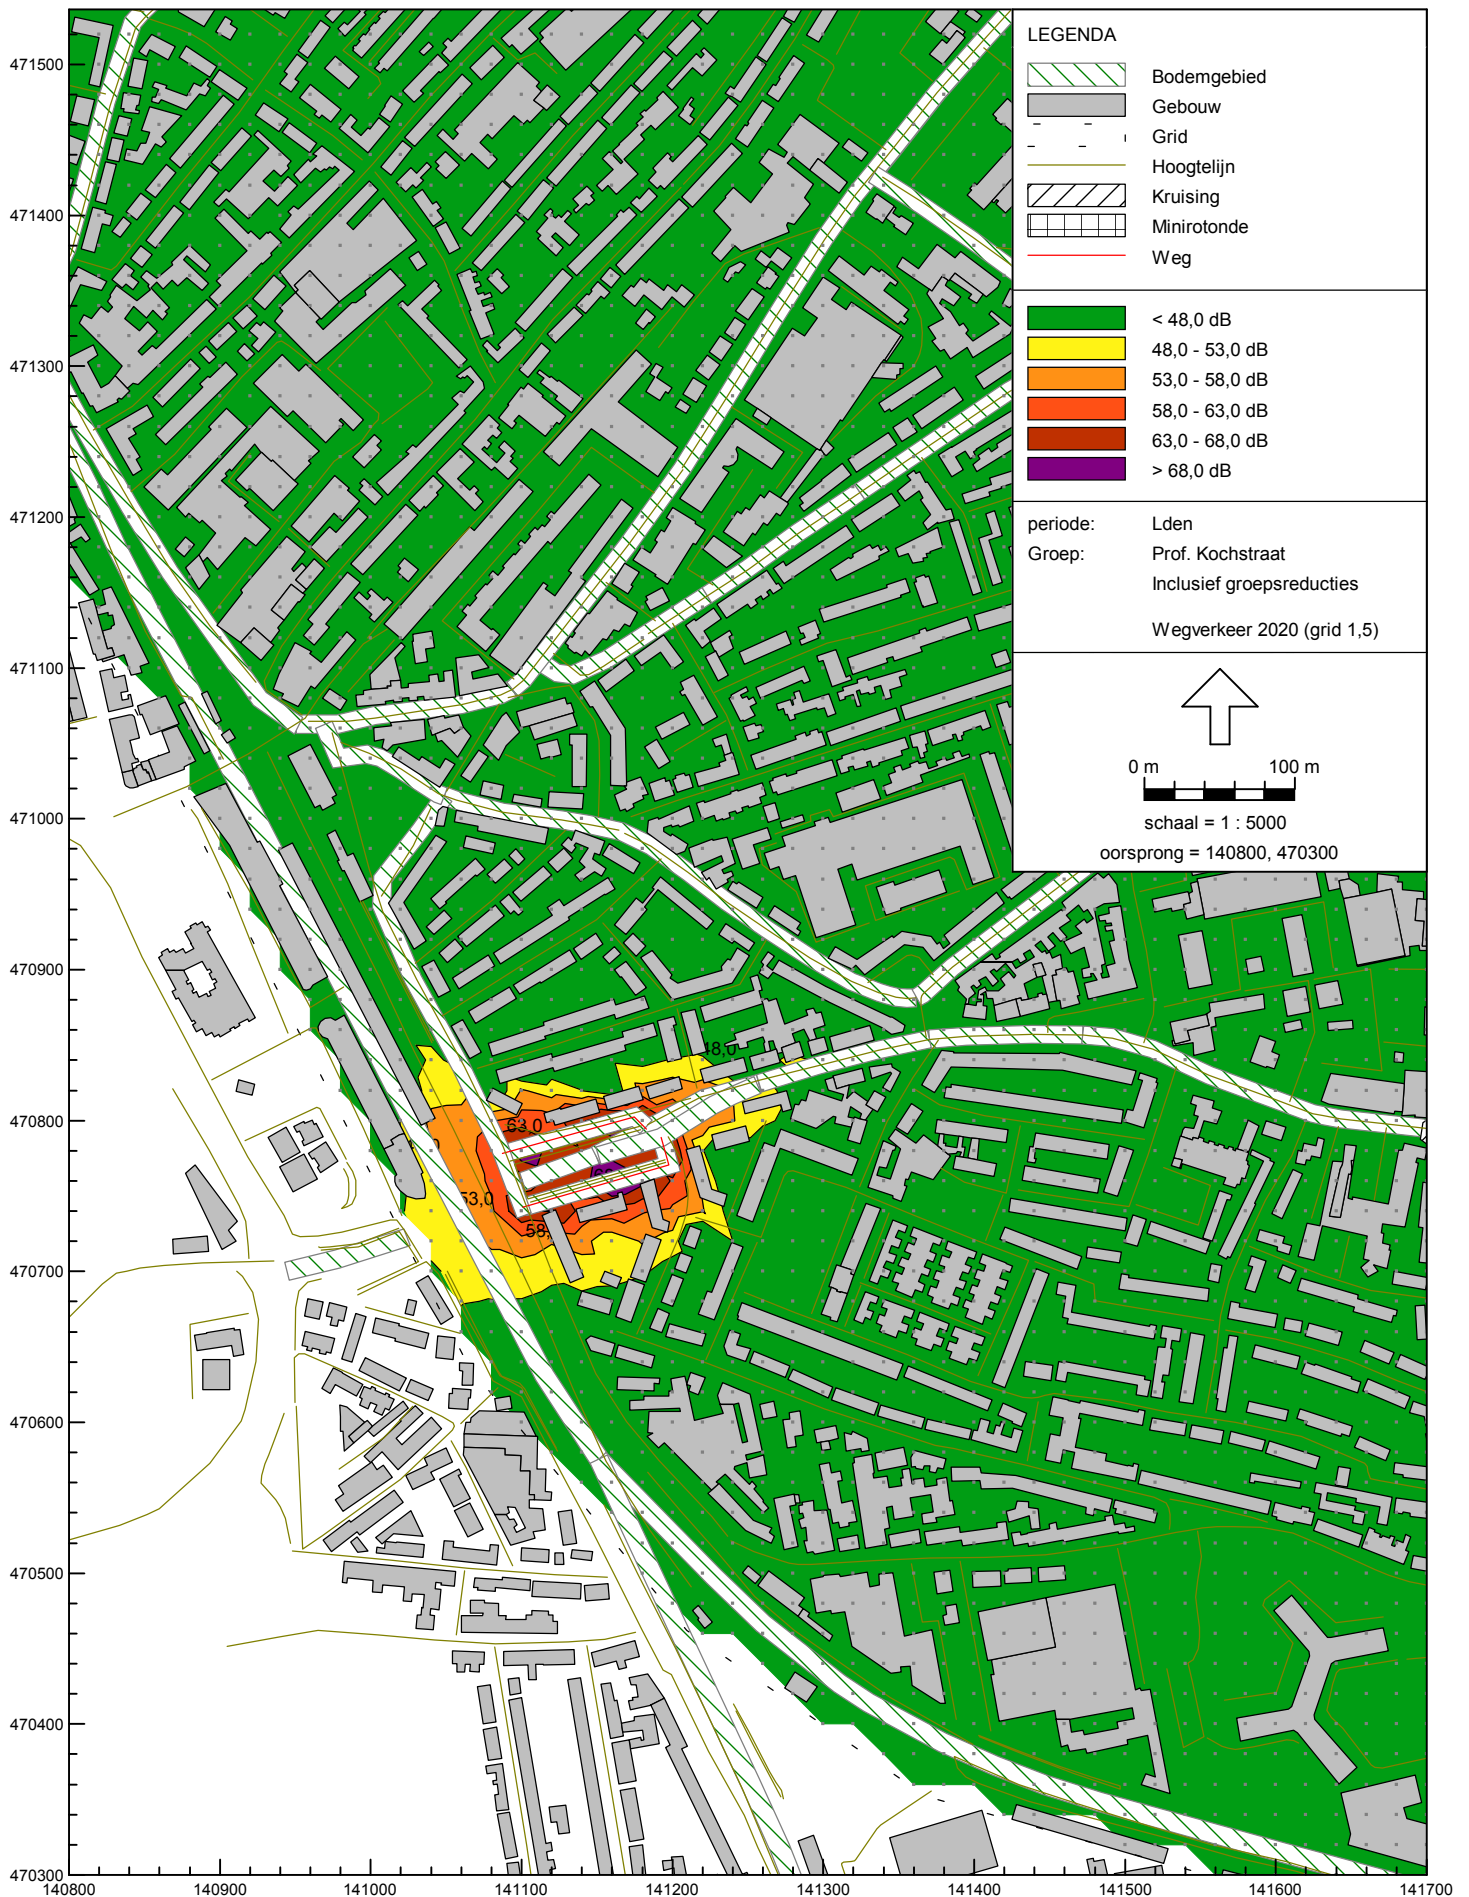 LEGENDA
Bodemgebied
Gebouw
Grid
Hoogtelijn
Kruising
Minirotonde
Weg
< 48,0 dB
48,0 - 53,0 dB
53,0 - 58,0 dB
58,0 - 63,0 dB
63,0 - 68,0 dB
> 68,0 dB
periode: Lden
Groep: Prof. Kochstraat
Inclusief groepsreducties
Wegverkeer 2020 (grid 1,5)
0 m 100 m
schaal = 1 : 5000
oorsprong = 140800, 470300
471500
471400
471300
471200
471100
471000
470900
48,0
470800
63,0
53,0
58,
470700
470600
470500
470400
470300
140800 140900 141000 141100 141200 141300 141400 141500 141600 141700